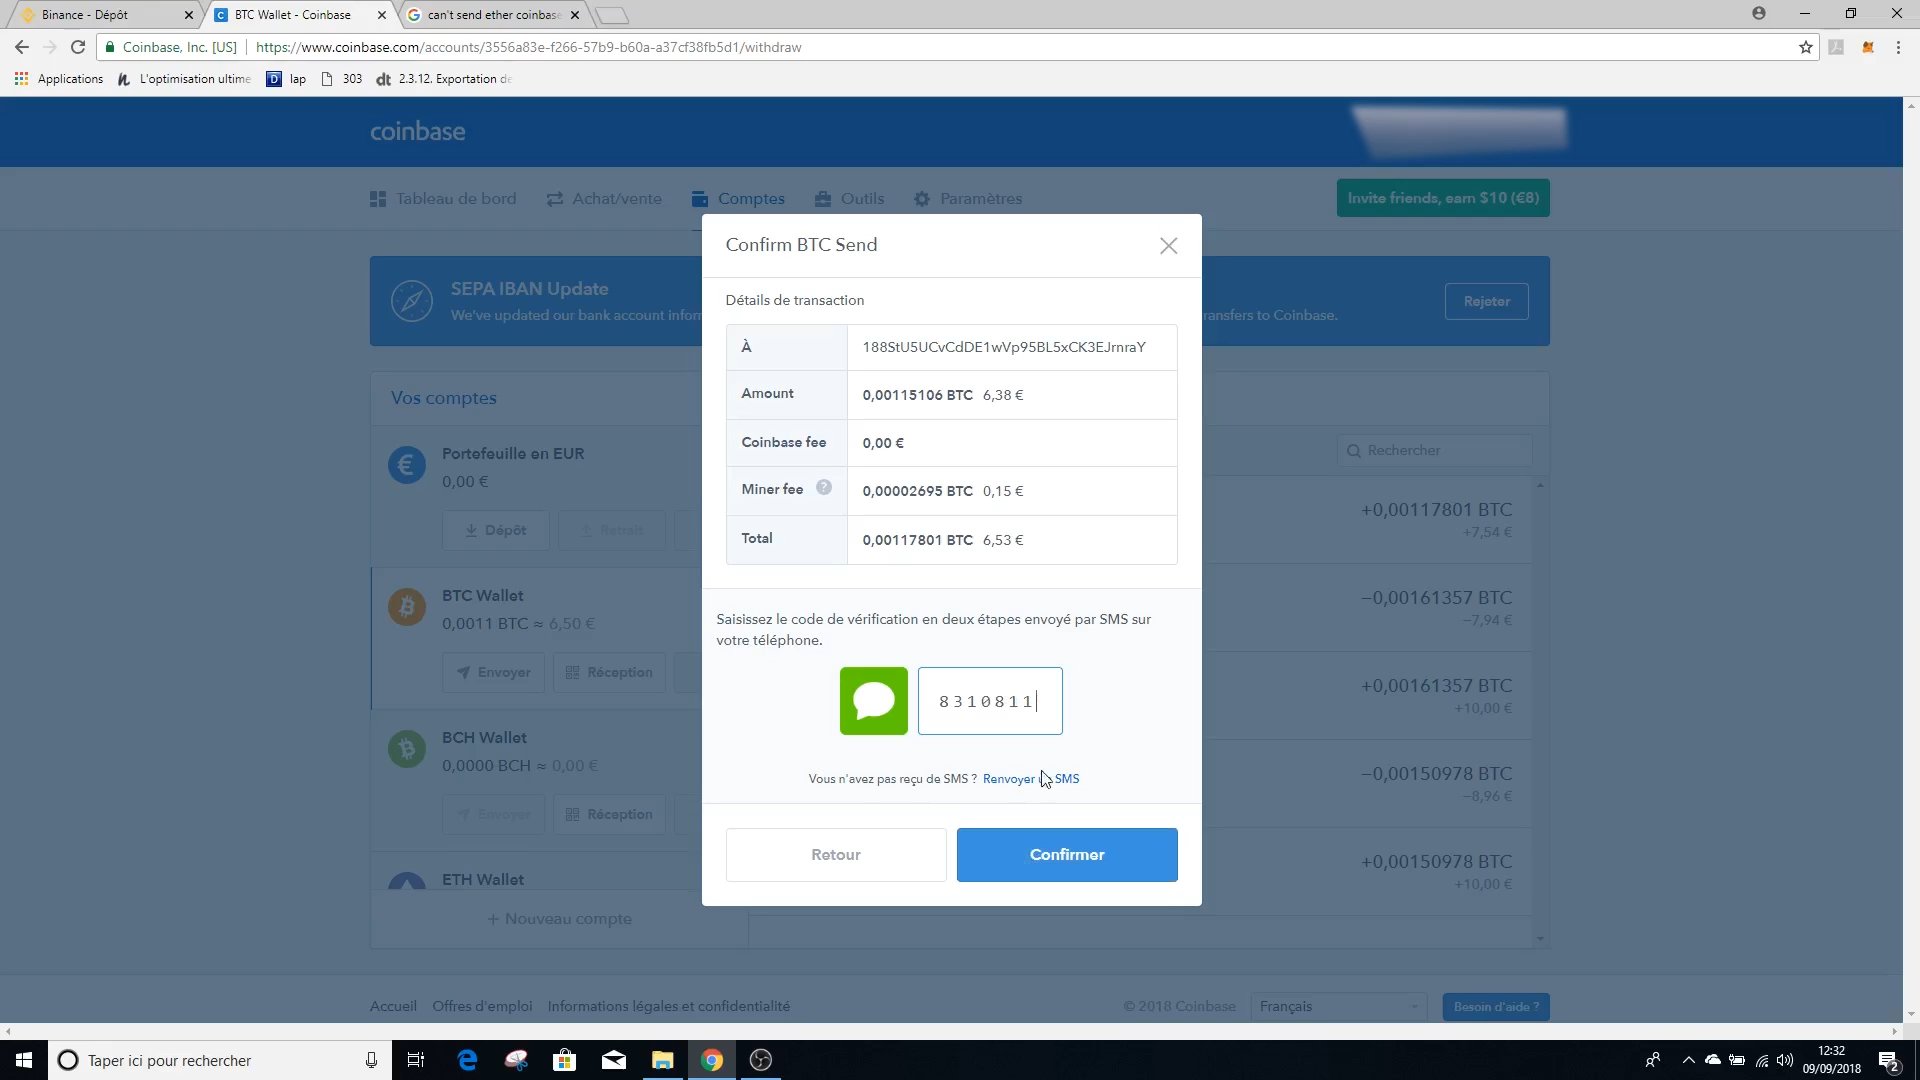 Binance - Dépôt
BTC Wallet - Coinbase
can't send ether coinbase
Coinbase, Inc. [US]
https://www.coinbase.com/accounts/3556a83e-f266-57b9-b60a-a37cf38fb5d1/withdraw
Applications
L'optimisation ultime
lap
303
2.3.12. Exportation de
coinbase
Tableau de bord
Achat/vente
Comptes
Outils
Paramètres
Invite friends, earn $10 (€8)
SEPA IBAN Update
We've updated our bank account inform
ransfers to Coinbase.
Rejeter
Confirm BTC Send
Détails de transaction
À
188StU5UCvCdDE1wVp95BL5xCK3EJrnraY
Amount
0,00115106 BTC 6,38 €
Coinbase fee
0,00 €
Miner fee ?
0,00002695 BTC 0,15 €
Total
0,00117801 BTC 6,53 €
Saisissez le code de vérification en deux étapes envoyé par SMS sur
votre téléphone.
8310811
Vous n'avez pas reçu de SMS ? Renvoyer SMS
Retour
Confirmer
Vos comptes
Portefeuille en EUR
0,00 €
Dépôt
Retrait
BTC Wallet
0,0011 BTC ≈ 6,50 €
Envoyer
Réception
BCH Wallet
0,0000 BCH ≈ 0,00 €
Envoyer
Réception
ETH Wallet
+ Nouveau compte
Rechercher
+0,00117801 BTC
+7,54 €
−0,00161357 BTC
−7,94 €
+0,00161357 BTC
+10,00 €
−0,00150978 BTC
−8,96 €
+0,00150978 BTC
+10,00 €
Accueil
Offres d'emploi
Informations légales et confidentialité
© 2018 Coinbase
Français
Besoin d'aide ?
Taper ici pour rechercher
12:32
09/09/2018
2